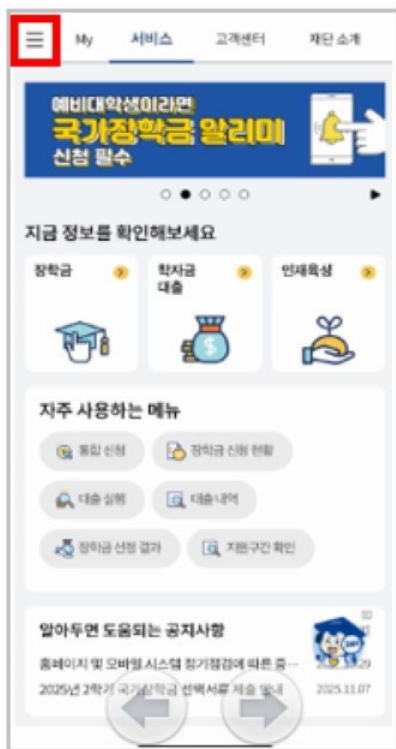 My 서비스 고객센터 재단 소개
예비대학생이라면
국가장학금 알리미
신청 필수
지금 정보를 확인해보세요
장학금 학자금 대출 인재육성
자주 사용하는 메뉴
통합 신청 장학금 신청 현황
대출 실행 대출 내역
장학금 선정 결과 지원구간 확인
알아두면 도움되는 공지사항
홈페이지 및 모바일 시스템 정기점검에 따른 중…
2025년 2학기 국가장학금 선택서류 제출 안내 2025.11.07